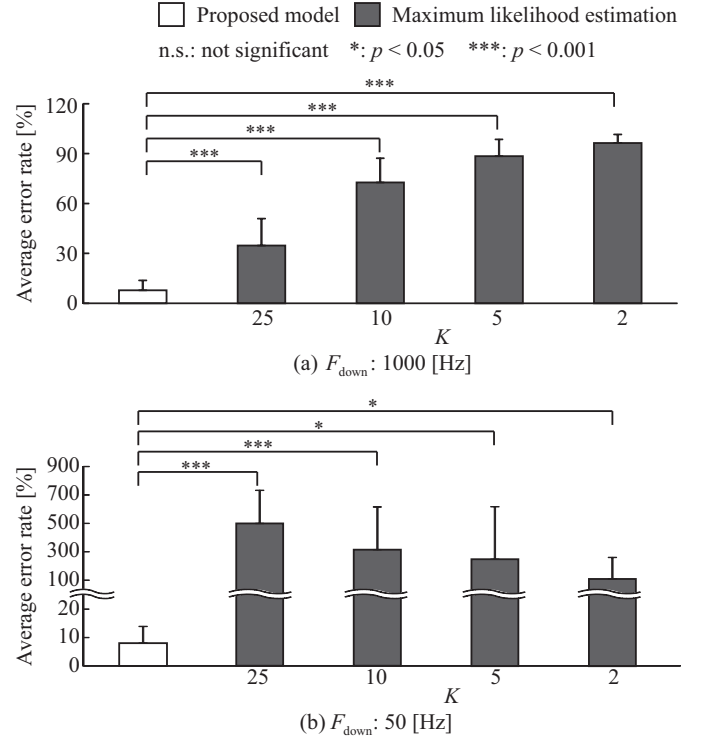 Proposed model Maximum likelihood estimation
n.s.: not significant *: p < 0.05 ***: p < 0.001
***
***
***
***
Average error rate [%]
120
90
60
30
0
25 10 5 2
K
(a) F_down: 1000 [Hz]
*
*
***
***
Average error rate [%]
900
700
500
300
100
20
10
0
25 10 5 2
K
(b) F_down: 50 [Hz]